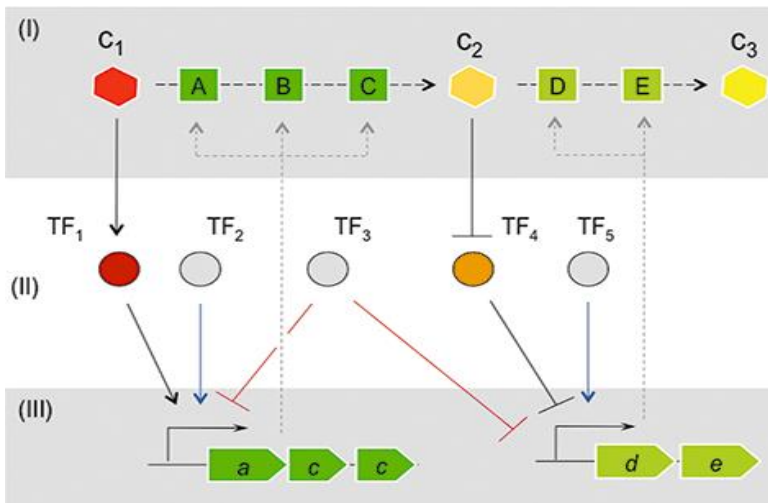 (I)
C₁ C₂ C₃
A B C D E
TF₁ TF₂ TF₃ TF₄ TF₅
(II)
(III)
a c c d e